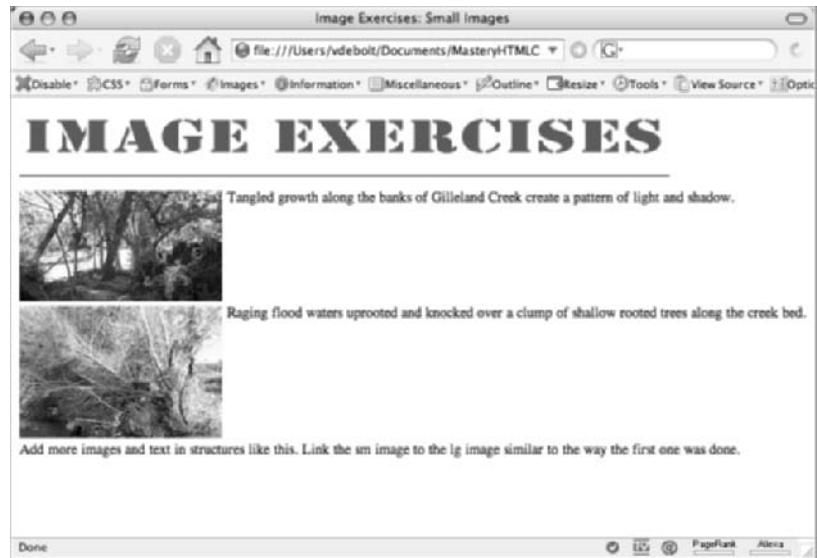 Image Exercises: Small Images
file:///Users/vdebolt/Documents/MasteryHTMLC
G
Disable CSS Forms Images Information Miscellaneous Outline Resize Tools View Source Optic
IMAGE EXERCISES
Tangled growth along the banks of Gilleland Creek create a pattern of light and shadow.
Raging flood waters uprooted and knocked over a clump of shallow rooted trees along the creek bed.
Add more images and text in structures like this. Link the sm image to the lg image similar to the way the first one was done.
Done PageRank Alexa